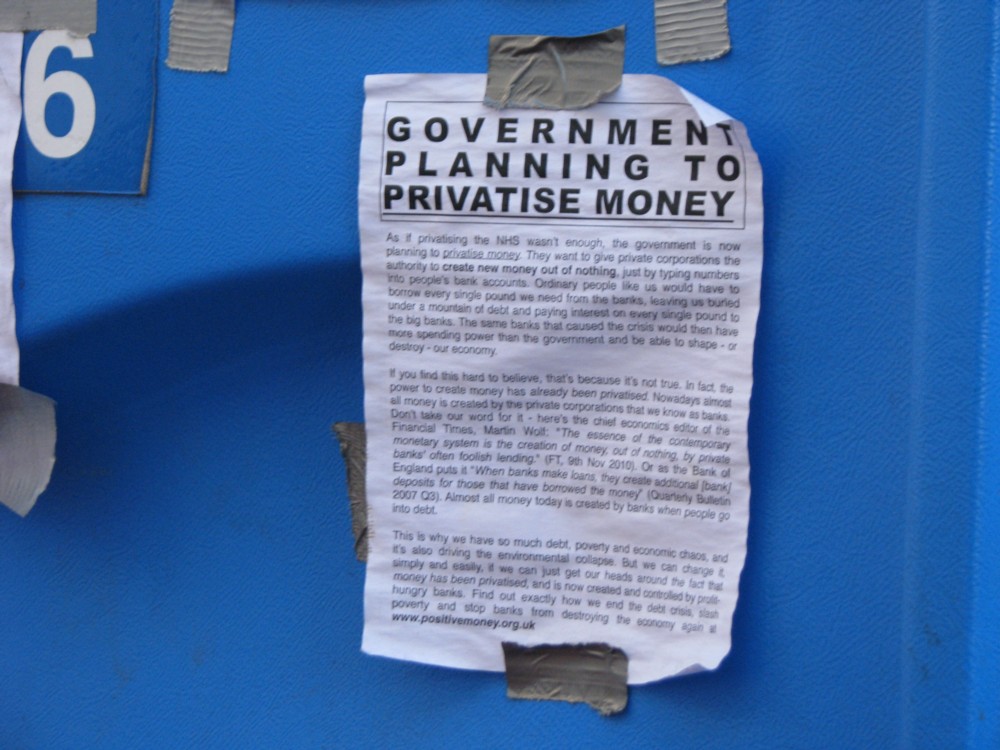 6
GOVERNMENT
PLANNING TO
PRIVATISE MONEY
As if privatising the NHS wasn't enough, the government is now
planning to privatise money. They want to give private corporations the
authority to create new money out of nothing, just by typing numbers
into people's bank accounts. Ordinary people like us would have to
borrow every single pound we need from the banks, leaving us buried
under a mountain of debt and paying interest on every single pound to
the big banks. The same banks that caused the crisis would then have
more spending power than the government and be able to shape - or
destroy - our economy.
If you find this hard to believe, that's because it's not true. In fact, the
power to create money has already been privatised. Nowadays almost
all money is created by the private corporations that we know as banks.
Don't take our word for it - here's the chief economics editor of the
Financial Times, Martin Wolf: "The essence of the contemporary
monetary system is the creation of money, out of nothing, by private
banks' often foolish lending." (FT, 9th Nov 2010). Or as the Bank of
England puts it "When banks make loans, they create additional [bank]
deposits for those that have borrowed the money" (Quarterly Bulletin
2007 Q3). Almost all money today is created by banks when people go
into debt.
This is why we have so much debt, poverty and economic chaos, and
it's also driving the environmental collapse. But we can change it,
simply and easily, if we can just get our heads around the fact that
money has been privatised, and is now created and controlled by profit-
hungry banks. Find out exactly how we end the debt crisis, slash
poverty and stop banks from destroying the economy again at
www.positivemoney.org.uk